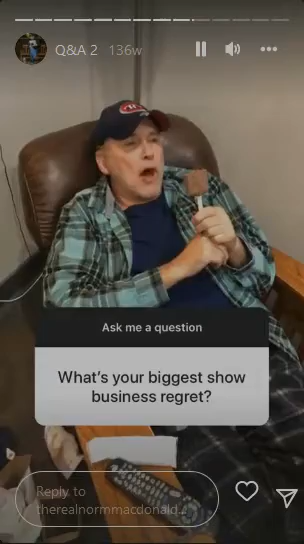 Q&A 2 136w
Ask me a question
What's your biggest show
business regret?
Reply to
therealnormmacdonald...